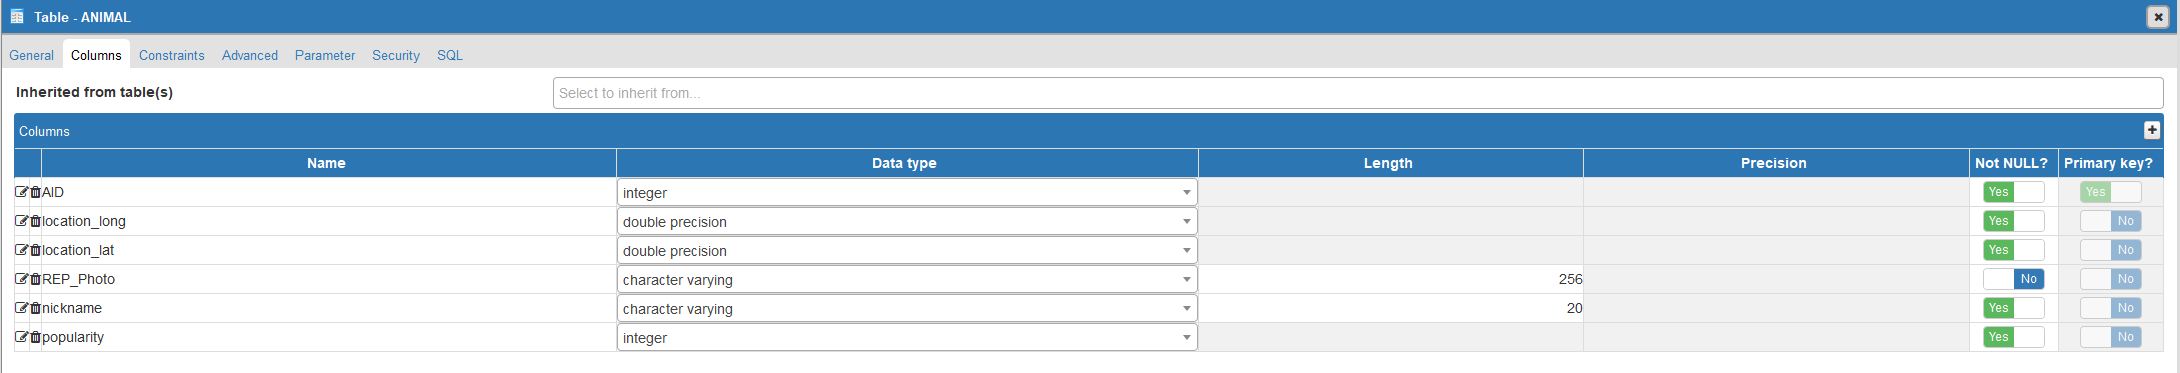 Table - ANIMAL
General Columns Constraints Advanced Parameter Security SQL
Inherited from table(s) Select to inherit from...
Columns
Name Data type Length Precision Not NULL? Primary key?
AID integer Yes Yes
location_long double precision Yes No
location_lat double precision Yes No
REP_Photo character varying 256 No No
nickname character varying 20 Yes No
popularity integer Yes No